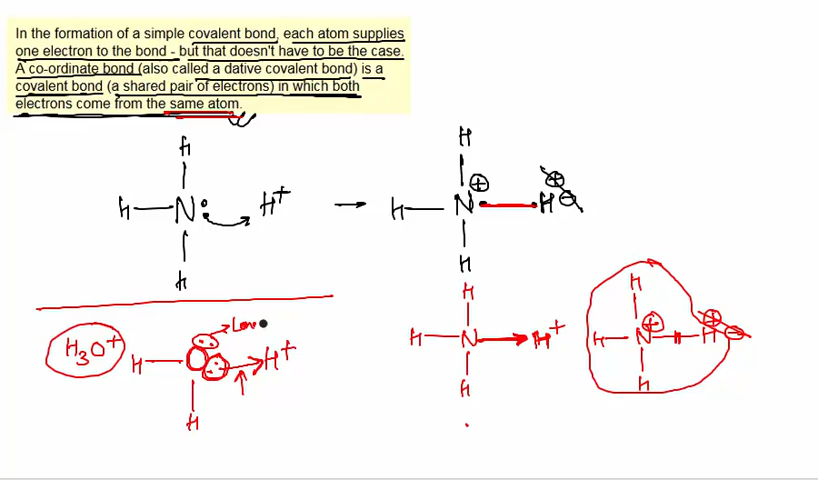 In the formation of a simple covalent bond, each atom supplies
one electron to the bond - but that doesn't have to be the case.
A co-ordinate bond (also called a dative covalent bond) is a
covalent bond (a shared pair of electrons) in which both
electrons come from the same atom.
H
H
H N H+ → H N + H + -
H
H
H
H
Lone
H3O+
H O H+
H N H+
H N + H + -
H
H
H